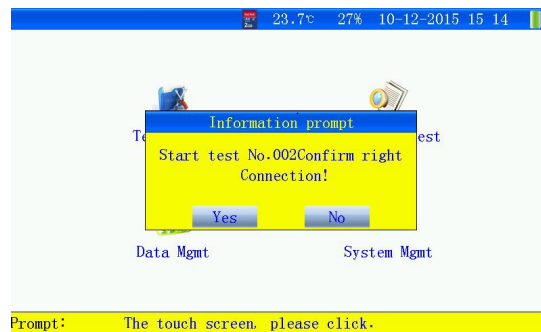 23.7℃ 27% 10-12-2015 15 14
Information prompt
Start test No.002Confirm right
Connection!
Yes No
Data Mgmt System Mgmt
Prompt: The touch screen, please click.